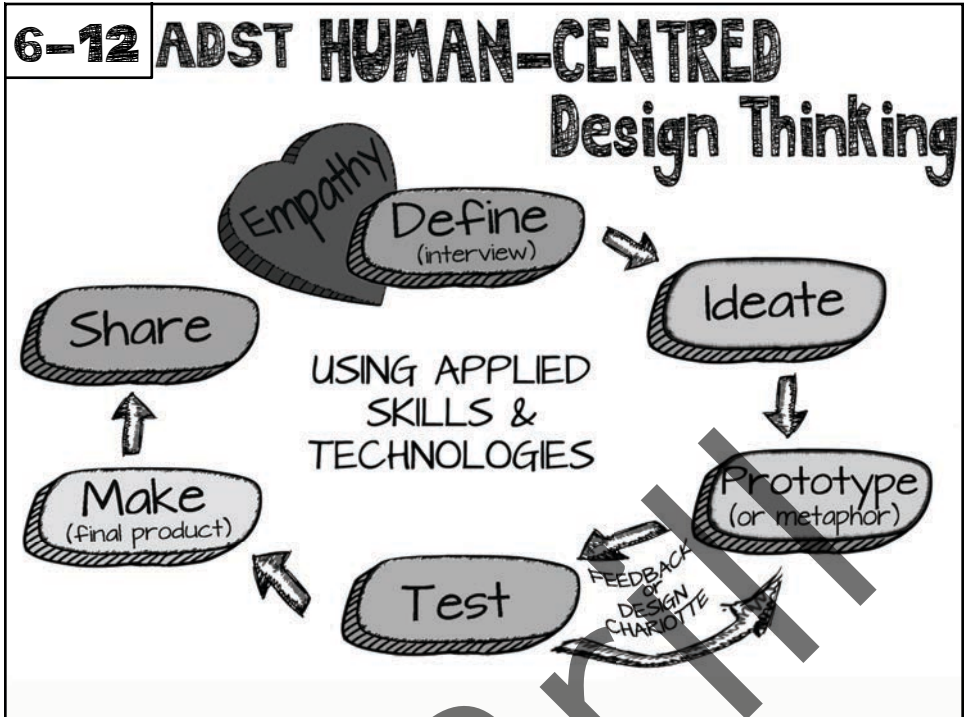 6-12 ADST HUMAN-CENTRED
Design Thinking
Empathy
Define
(interview)
Ideate
Share
USING APPLIED
SKILLS &
TECHNOLOGIES
Prototype
(or metaphor)
Make
(final product)
FEEDBACK
or
DESIGN
CHARIOTTE
Test